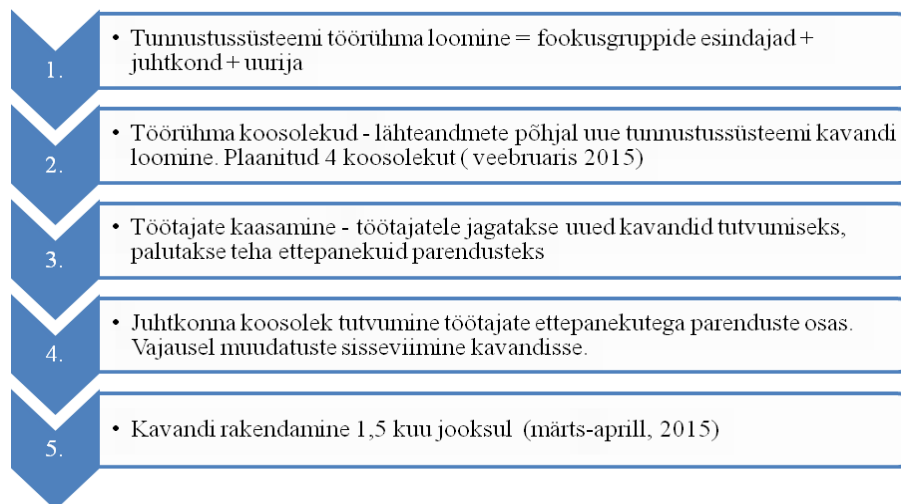 1.
• Tunnustussüsteemi töörühma loomine = fookusgruppide esindajad +
juhtkond + uurija
2.
• Töörühma koosolekud - lähteandmete põhjal uue tunnustussüsteemi kavandi
loomine. Plaanitud 4 koosolekut ( veebruaris 2015)
3.
• Töötajate kaasamine - töötajatele jagatakse uued kavandid tutvumiseks,
palutakse teha ettepanekuid parendusteks
4.
• Juhtkonna koosolek tutvumine töötajate ettepanekutega parenduste osas.
Vajausel muudatuste sisseviimine kavandisse.
5.
• Kavandi rakendamine 1,5 kuu jooksul (märts-aprill, 2015)